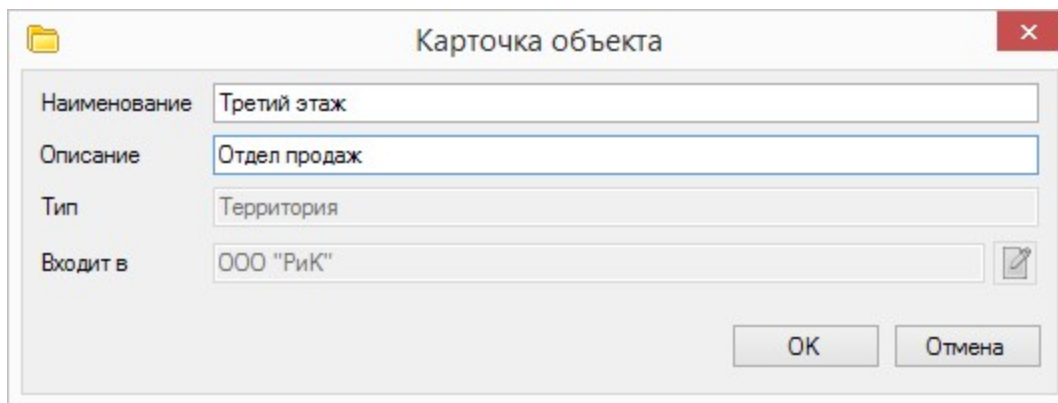 Карточка объекта
Наименование Третий этаж
Описание Отдел продаж
Тип Территория
Входит в ООО "РиК"
OK Отмена